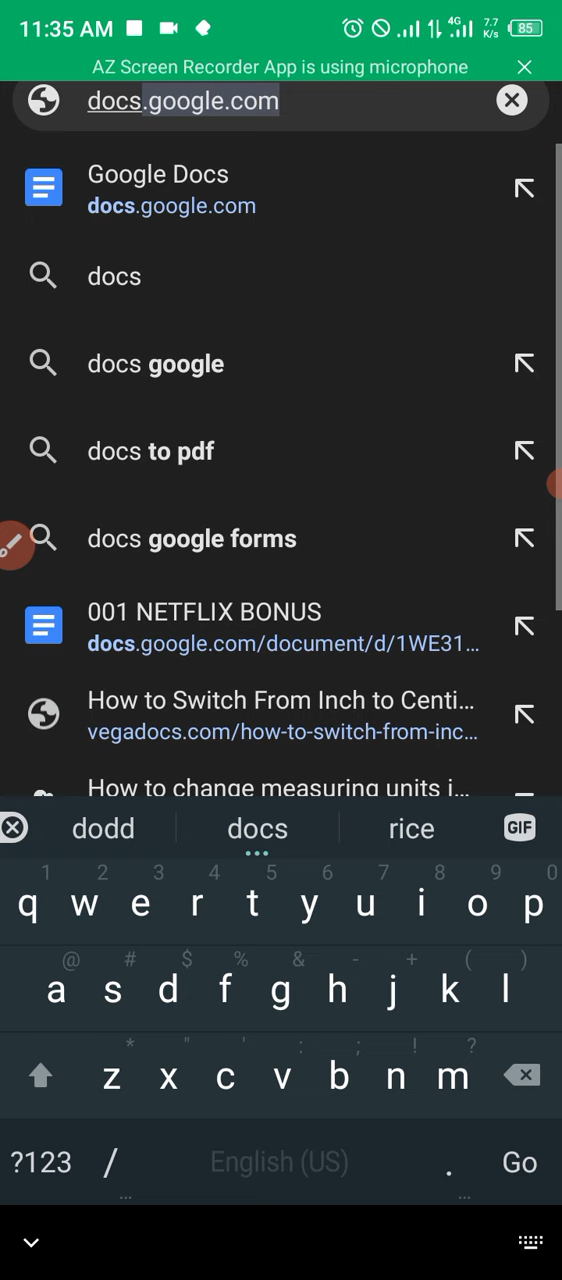 11:35 AM 4G 7.7 K/s 85
AZ Screen Recorder App is using microphone
docs.google.com
Google Docs
docs.google.com
docs
docs google
docs to pdf
docs google forms
001 NETFLIX BONUS
docs.google.com/document/d/1WE31...
How to Switch From Inch to Centi...
vegadocs.com/how-to-switch-from-inc...
How to change measuring units i...
dodd docs rice GIF
1 2 3 4 5 6 7 8 9 0
q w e r t y u i o p
@ # $ % & - + ( )
a s d f g h j k l
* " ' : ; ! ?
z x c v b n m
?123 / English (US) . Go